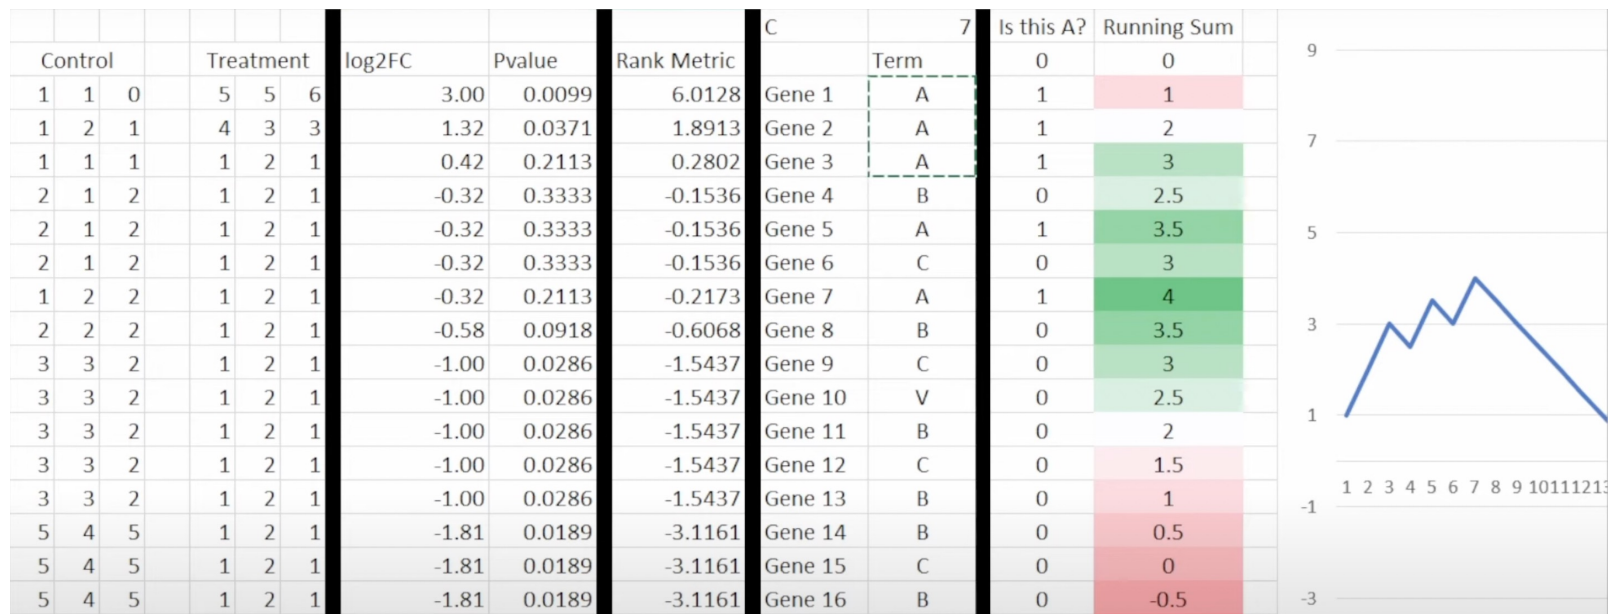 C 7 Is this A? Running Sum
Control Treatment log2FC Pvalue Rank Metric Term 0 0
1 1 0 5 5 6 3.00 0.0099 6.0128 Gene 1 A 1 1
1 2 1 4 3 3 1.32 0.0371 1.8913 Gene 2 A 1 2
1 1 1 1 2 1 0.42 0.2113 0.2802 Gene 3 A 1 3
2 1 2 1 2 1 -0.32 0.3333 -0.1536 Gene 4 B 0 2.5
2 1 2 1 2 1 -0.32 0.3333 -0.1536 Gene 5 A 1 3.5
2 1 2 1 2 1 -0.32 0.3333 -0.1536 Gene 6 C 0 3
1 2 2 1 2 1 -0.32 0.2113 -0.2173 Gene 7 A 1 4
2 2 2 1 2 1 -0.58 0.0918 -0.6068 Gene 8 B 0 3.5
3 3 2 1 2 1 -1.00 0.0286 -1.5437 Gene 9 C 0 3
3 3 2 1 2 1 -1.00 0.0286 -1.5437 Gene 10 V 0 2.5
3 3 2 1 2 1 -1.00 0.0286 -1.5437 Gene 11 B 0 2
3 3 2 1 2 1 -1.00 0.0286 -1.5437 Gene 12 C 0 1.5
3 3 2 1 2 1 -1.00 0.0286 -1.5437 Gene 13 B 0 1
5 4 5 1 2 1 -1.81 0.0189 -3.1161 Gene 14 B 0 0.5
5 4 5 1 2 1 -1.81 0.0189 -3.1161 Gene 15 C 0 0
5 4 5 1 2 1 -1.81 0.0189 -3.1161 Gene 16 B 0 -0.5
9
7
5
3
1
1 2 3 4 5 6 7 8 9 10 11 12 13
-1
-3